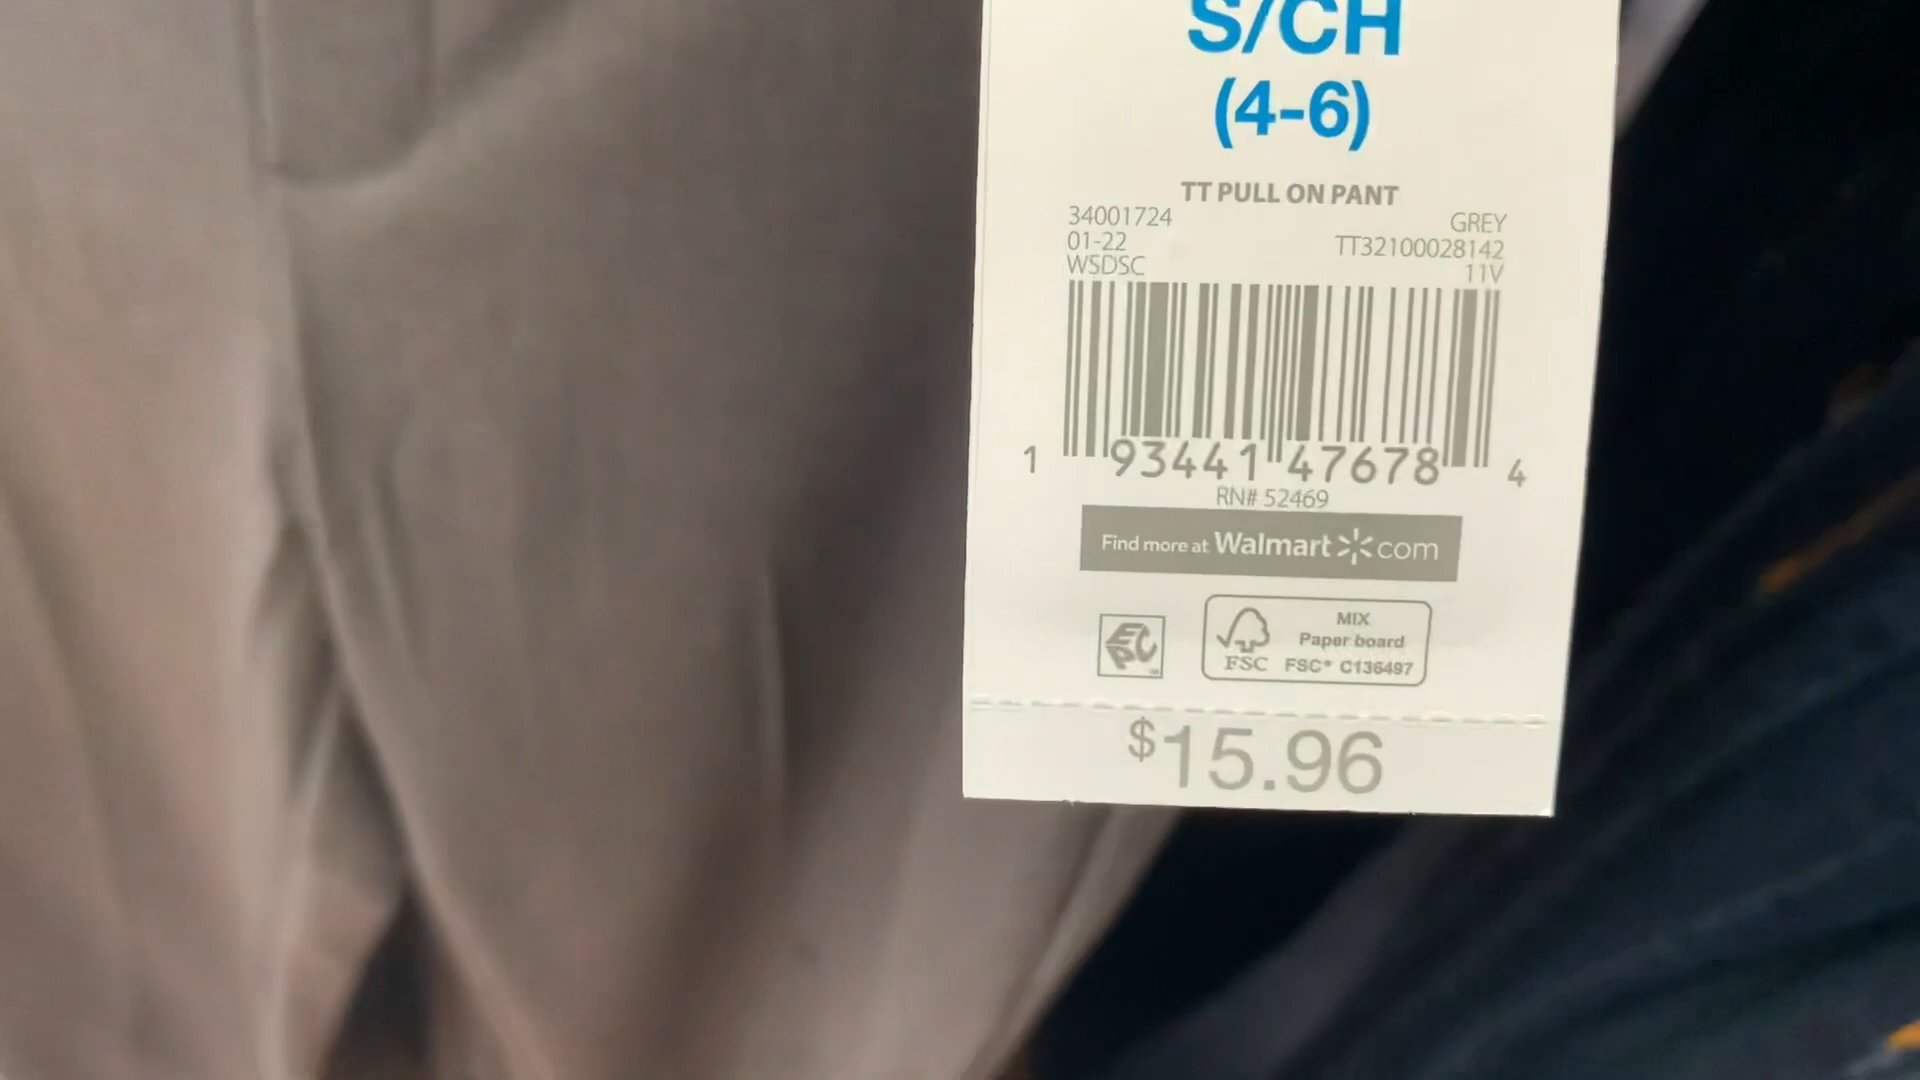 S/CH
(4-6)
TT PULL ON PANT
34001724
01-22
WSDSC
GREY
TT32100028142
11V
1 93441 47678 4
RN# 52469
Find more at Walmart com
EPC
MIX
Paper board
FSC FSC® C136497
$15.96